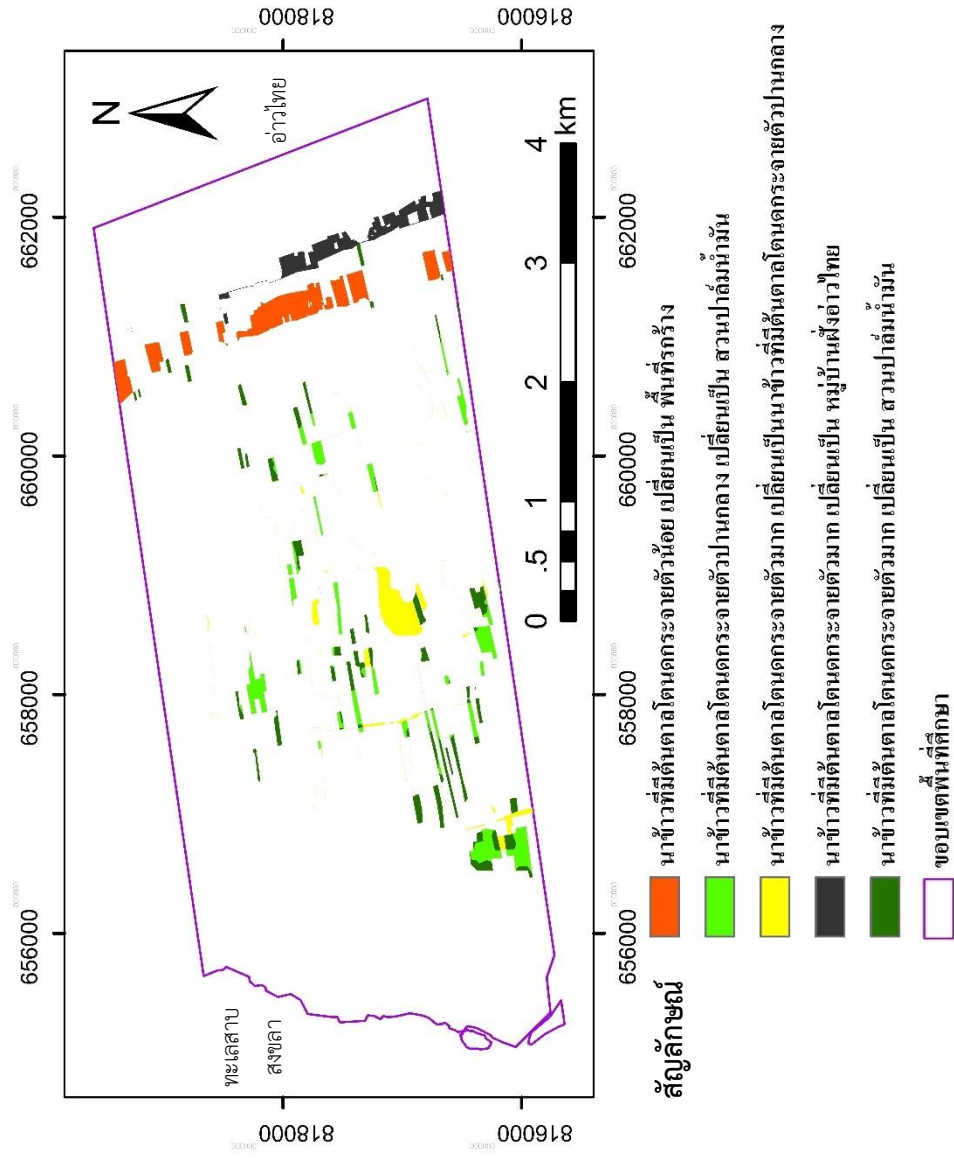 656000
658000
660000
662000
818000
816000
N
ทะเลสาบ
สงขลา
อ่าวไทย
0
.5
1
2
3
4
km
818000
816000
656000
658000
660000
662000
สัญลักษณ์
นาข้าวที่มีต้นตาลโตนดกระจายตัวน้อย เปลี่ยนเป็น พื้นที่รกร้าง
นาข้าวที่มีต้นตาลโตนดกระจายตัวปานกลาง เปลี่ยนเป็น สวนปาล์มน้ำมัน
นาข้าวที่มีต้นตาลโตนดกระจายตัวมาก เปลี่ยนเป็นนาข้าวที่มีต้นตาลโตนดกระจายตัวปานกลาง
นาข้าวที่มีต้นตาลโตนดกระจายตัวมาก เปลี่ยนเป็น หมู่บ้านฝั่งอ่าวไทย
นาข้าวที่มีต้นตาลโตนดกระจายตัวมาก เปลี่ยนเป็น สวนปาล์มน้ำมัน
ขอบเขตพื้นที่ศึกษา